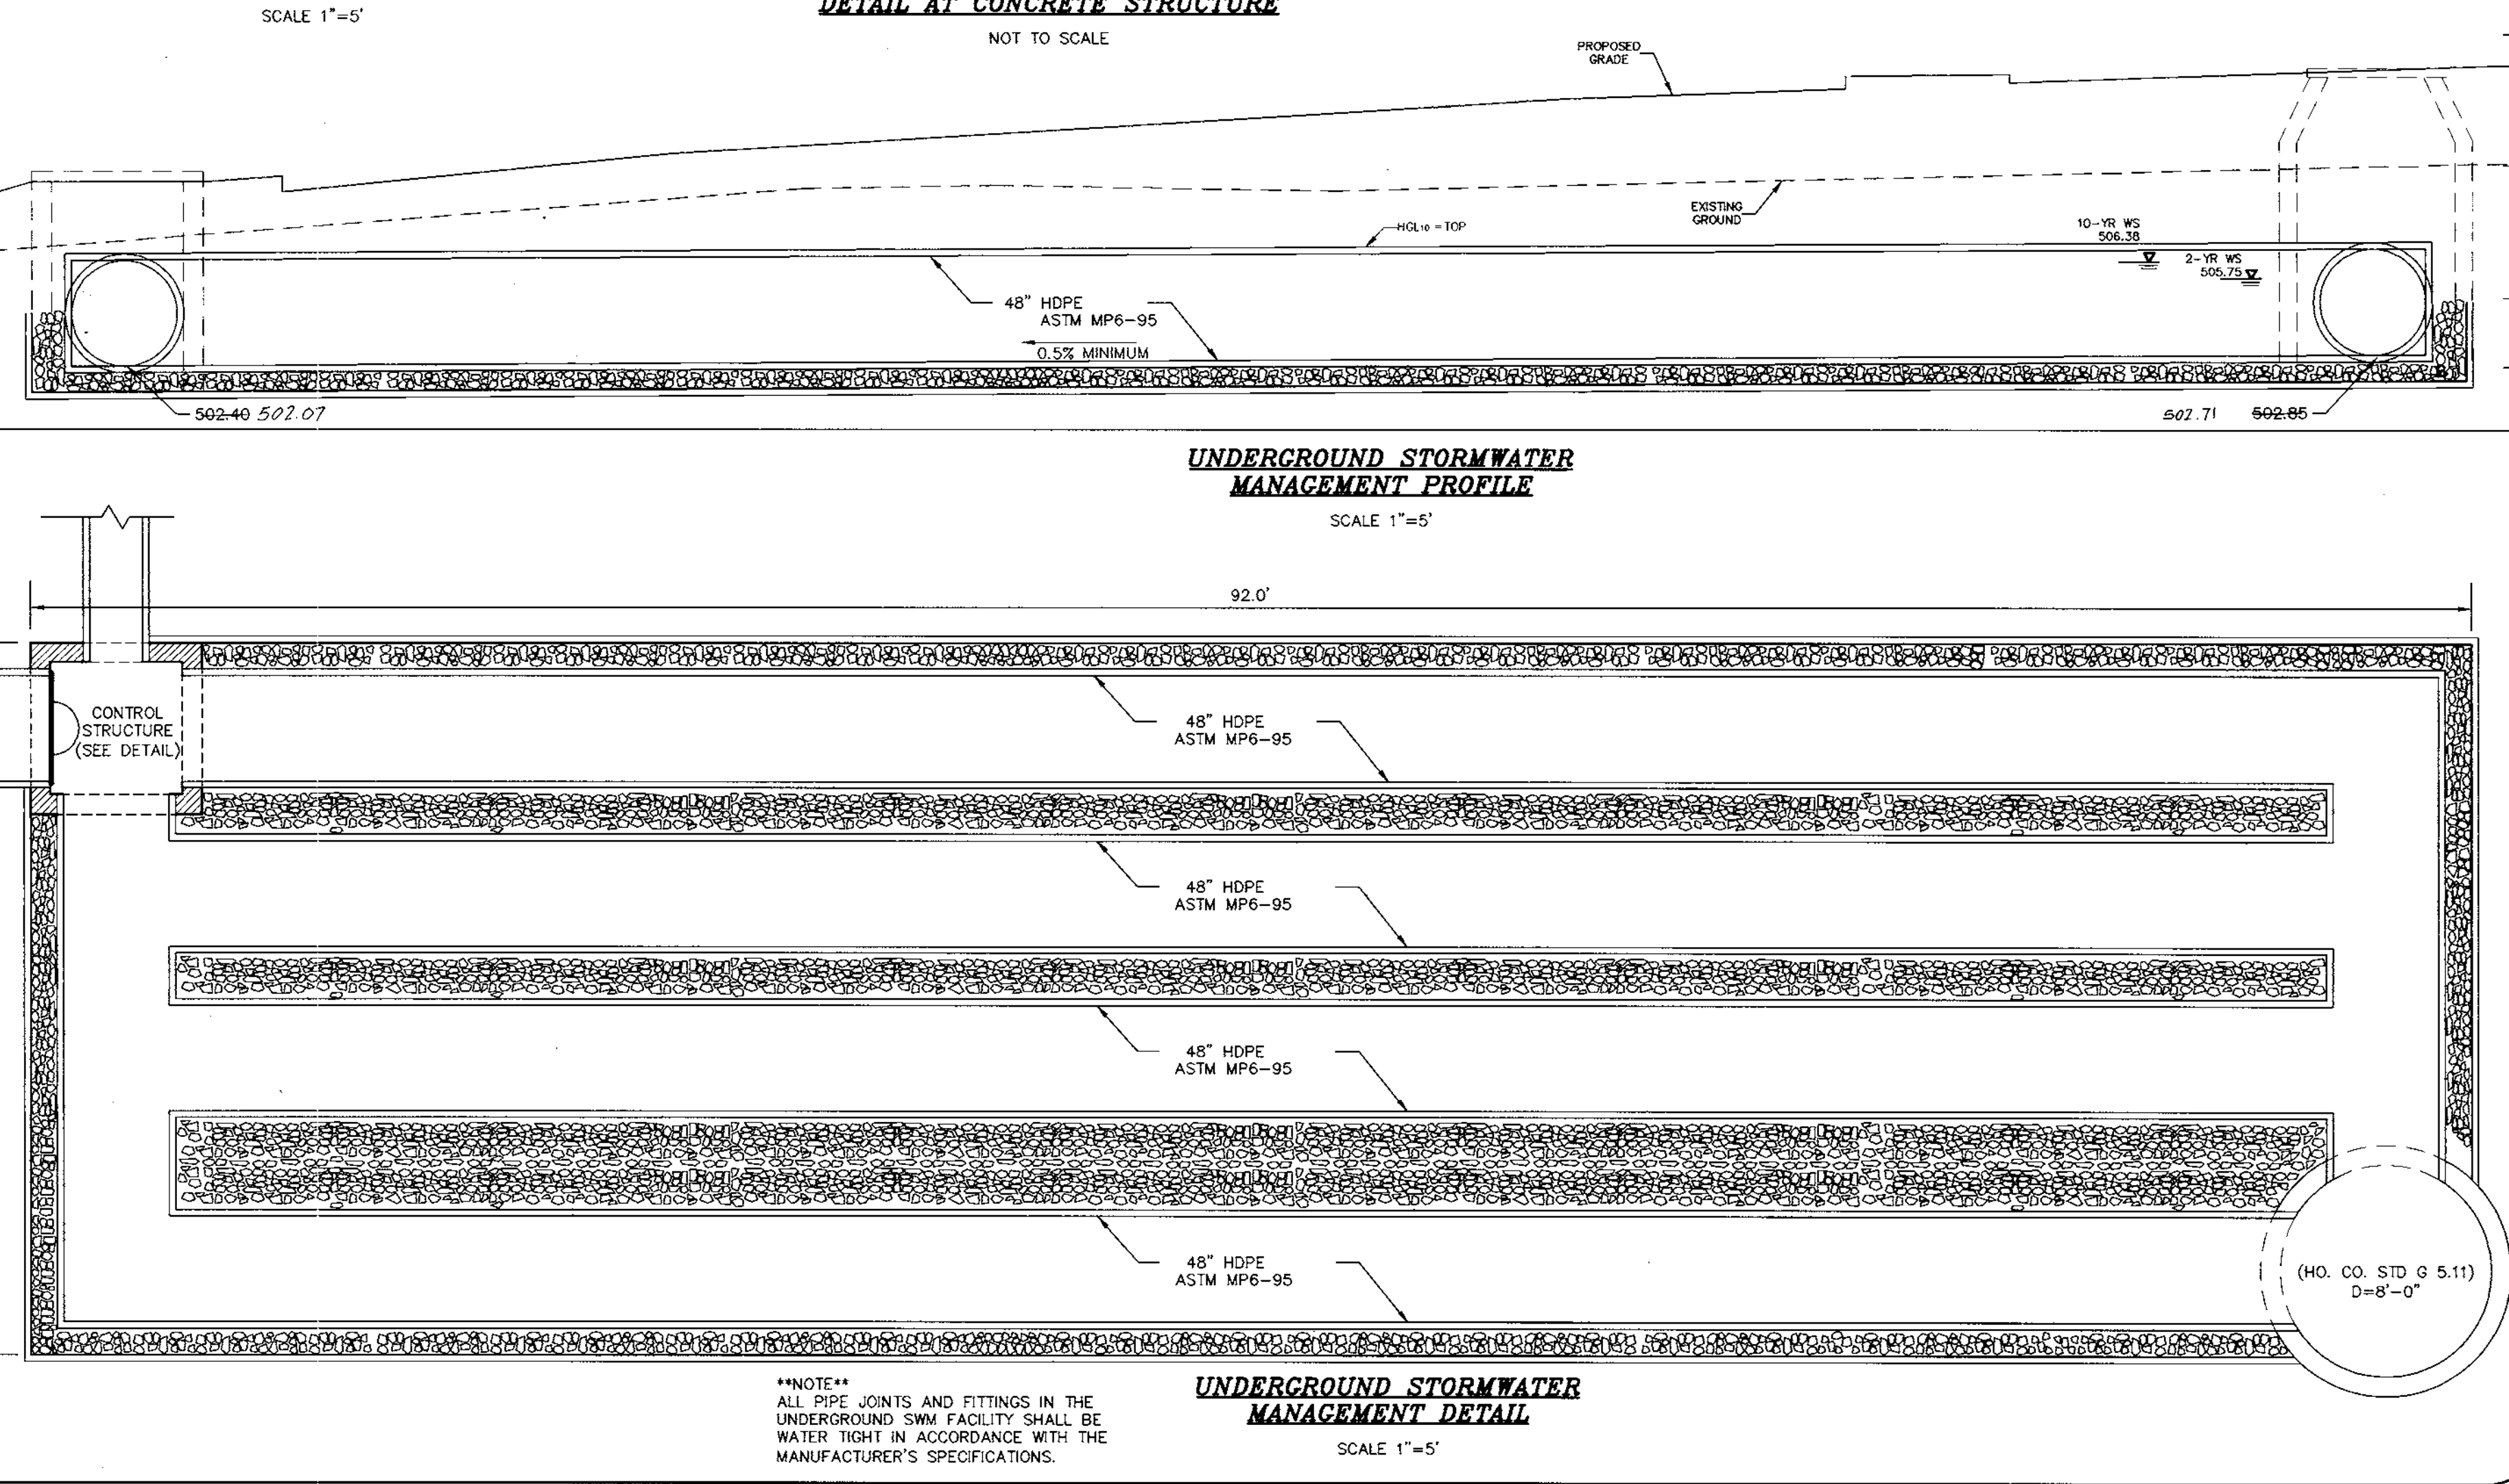 SCALE 1"=5'
DETAIL AT CONCRETE STRUCTURE
NOT TO SCALE
PROPOSED
GRADE
EXISTING
GROUND
HGL10 = TOP
10-YR WS
506.38
2-YR WS
505.75
48" HDPE
ASTM MP6-95
0.5% MINIMUM
502.40 502.07
502.71 502.85
UNDERGROUND STORMWATER
MANAGEMENT PROFILE
SCALE 1"=5'
92.0'
CONTROL
STRUCTURE
(SEE DETAIL)
48" HDPE
ASTM MP6-95
48" HDPE
ASTM MP6-95
48" HDPE
ASTM MP6-95
48" HDPE
ASTM MP6-95
(HO. CO. STD G 5.11)
D=8'-0"
**NOTE**
ALL PIPE JOINTS AND FITTINGS IN THE
UNDERGROUND SWM FACILITY SHALL BE
WATER TIGHT IN ACCORDANCE WITH THE
MANUFACTURER'S SPECIFICATIONS.
UNDERGROUND STORMWATER
MANAGEMENT DETAIL
SCALE 1"=5'